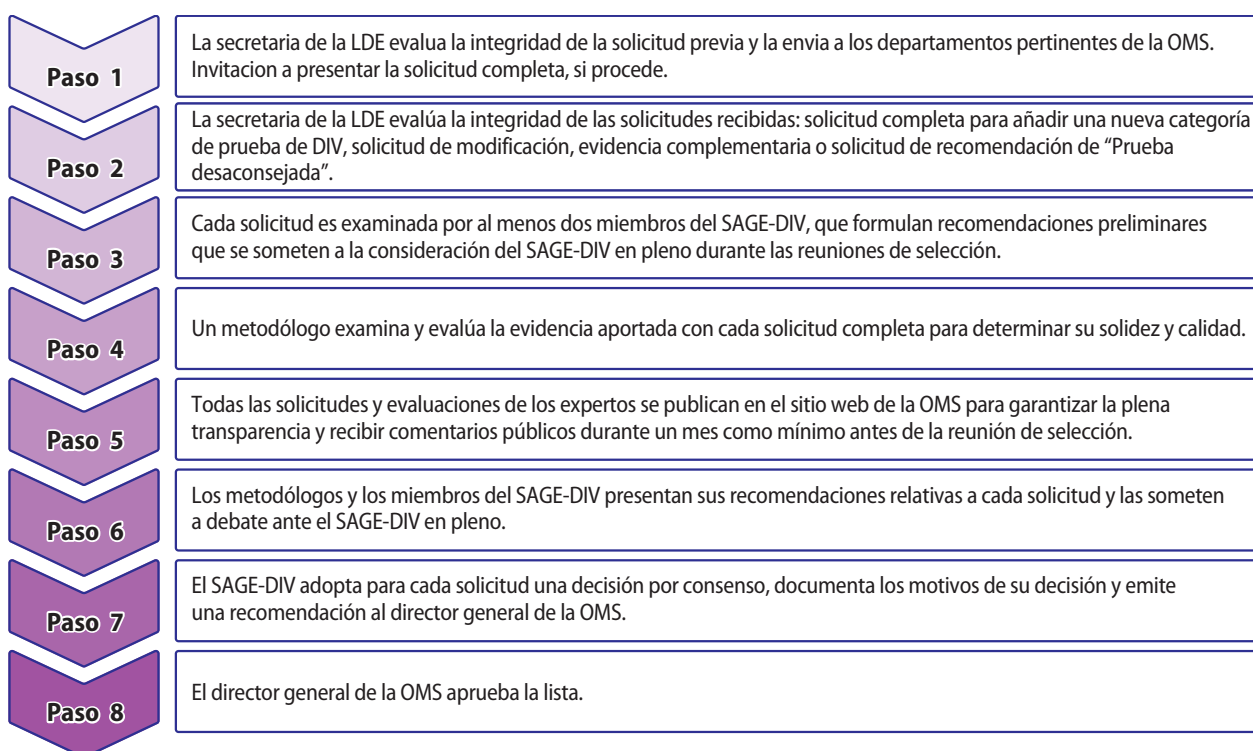 Paso 1
La secretaria de la LDE evalua la integridad de la solicitud previa y la envia a los departamentos pertinentes de la OMS.
Invitacion a presentar la solicitud completa, si procede.
Paso 2
La secretaria de la LDE evalúa la integridad de las solicitudes recibidas: solicitud completa para añadir una nueva categoría
de prueba de DIV, solicitud de modificación, evidencia complementaria o solicitud de recomendación de “Prueba
desaconsejada”.
Paso 3
Cada solicitud es examinada por al menos dos miembros del SAGE-DIV, que formulan recomendaciones preliminares
que se someten a la consideración del SAGE-DIV en pleno durante las reuniones de selección.
Paso 4
Un metodólogo examina y evalúa la evidencia aportada con cada solicitud completa para determinar su solidez y calidad.
Paso 5
Todas las solicitudes y evaluaciones de los expertos se publican en el sitio web de la OMS para garantizar la plena
transparencia y recibir comentarios públicos durante un mes como mínimo antes de la reunión de selección.
Paso 6
Los metodólogos y los miembros del SAGE-DIV presentan sus recomendaciones relativas a cada solicitud y las someten
a debate ante el SAGE-DIV en pleno.
Paso 7
El SAGE-DIV adopta para cada solicitud una decisión por consenso, documenta los motivos de su decisión y emite
una recomendación al director general de la OMS.
Paso 8
El director general de la OMS aprueba la lista.